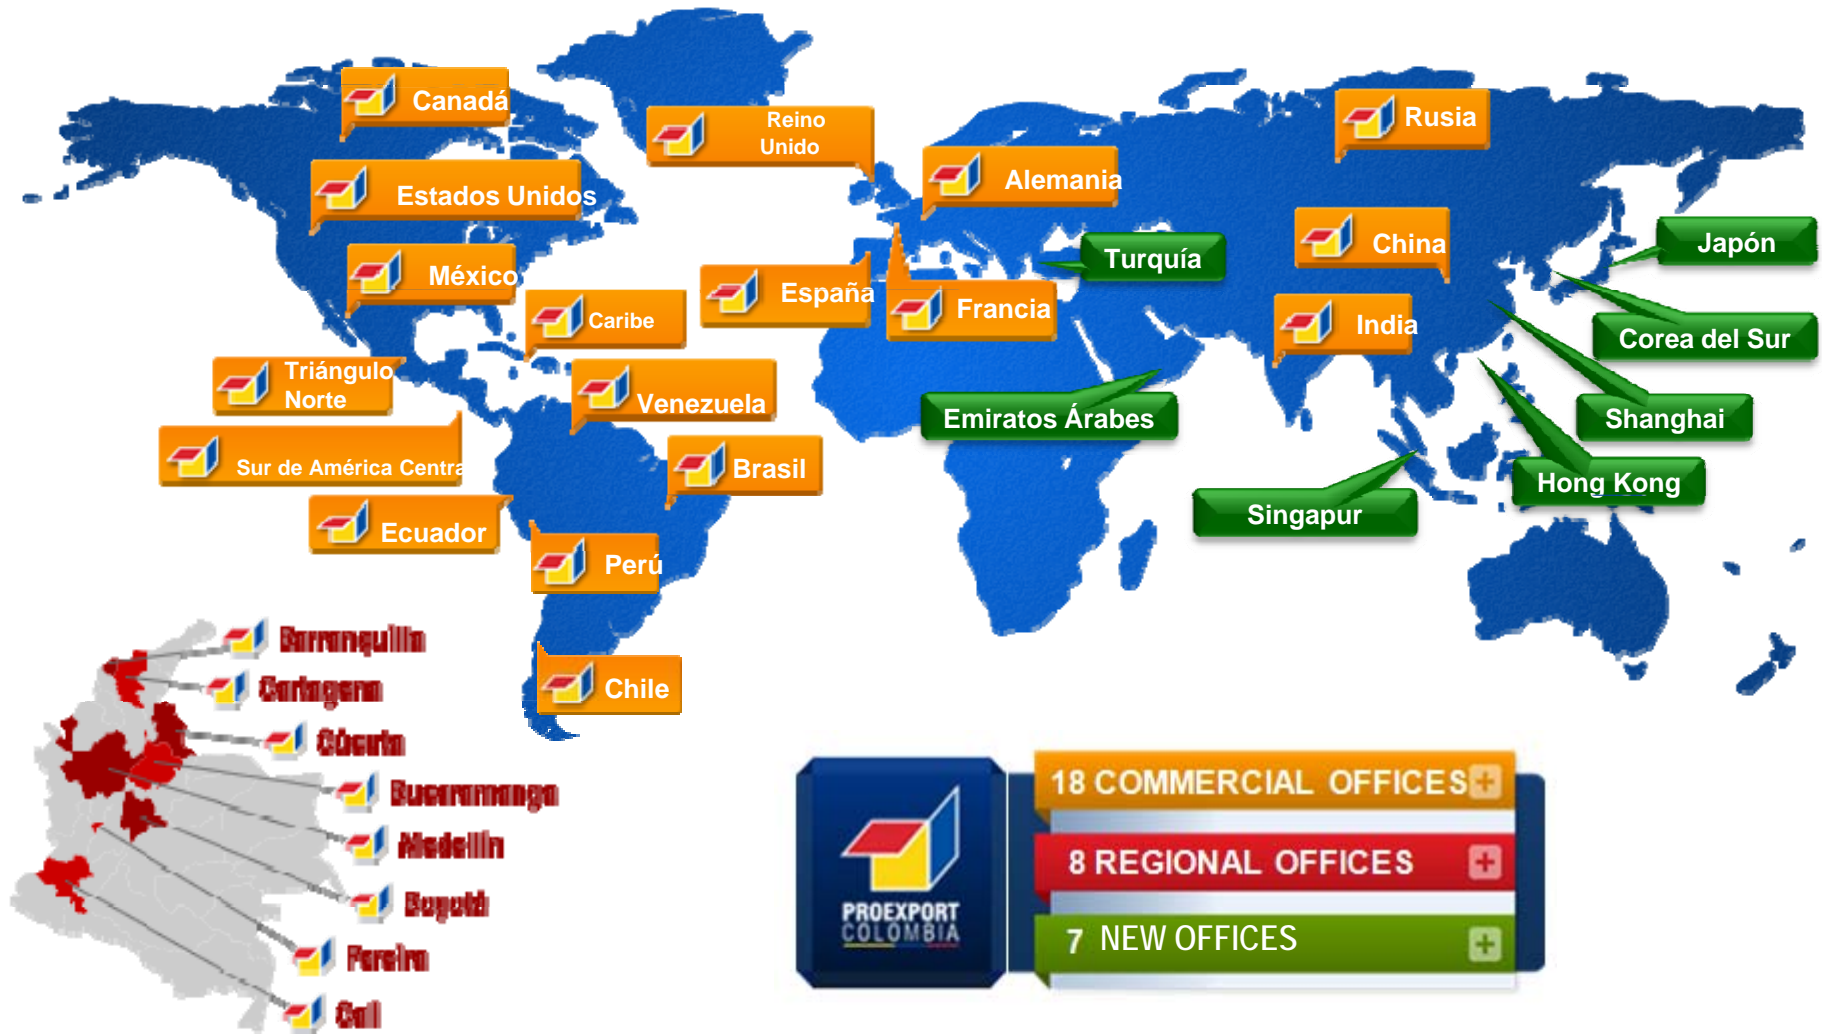 Canadá
Reino
Unido
Rusia
Estados Unidos
Alemania
China
Japón
México
España
Turquía
Francia
India
Caribe
Corea del Sur
Triángulo
Norte
Venezuela
Emiratos Árabes
Shanghai
Sur de América Centra
Brasil
Hong Kong
Singapur
Ecuador
Perú
Chile
Barranquilla
Cartagena
Cúcuta
Bucaramanga
Medellín
Bogotá
Pereira
Cali
PROEXPORT
COLOMBIA
18 COMMERCIAL OFFICES
8 REGIONAL OFFICES
7 NEW OFFICES